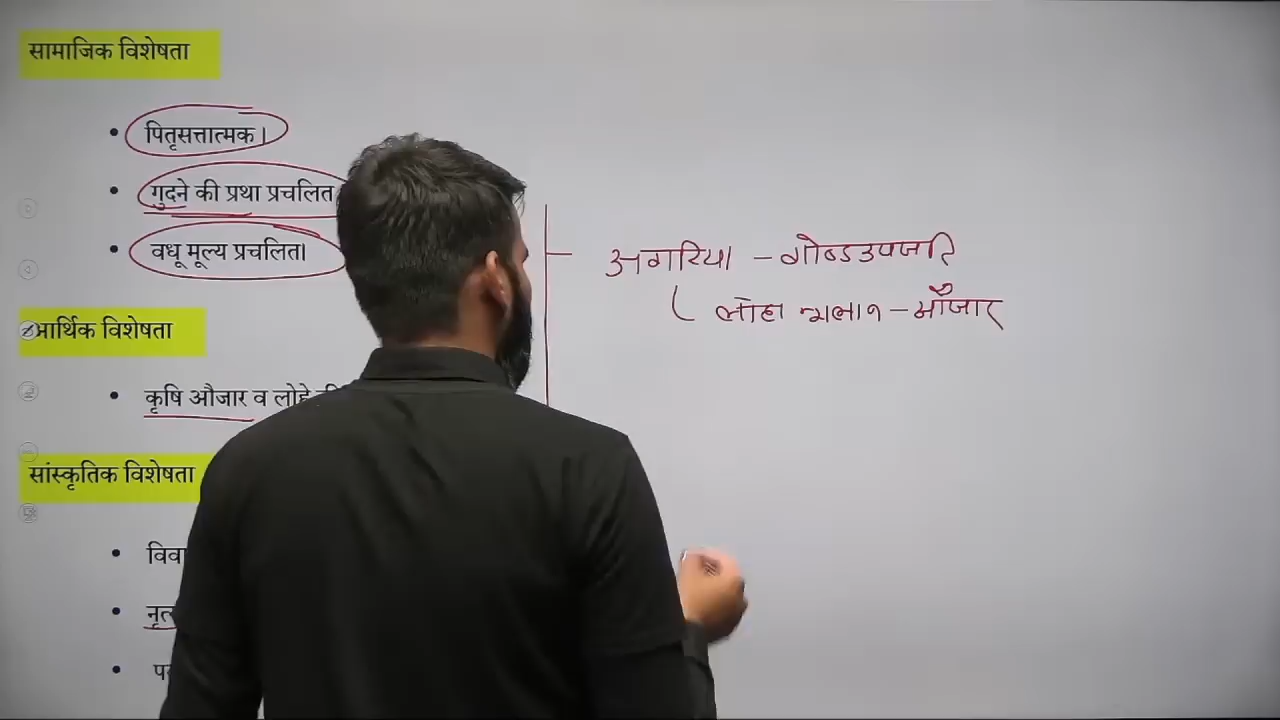 सामाजिक विशेषता
• पितृसत्तात्मक।
• गुदने की प्रथा प्रचलित
• वधू मूल्य प्रचलित।
अगरिया – गोण्ड उपजाति
लोहा गलाना – औजार
आर्थिक विशेषता
• कृषि औजार व लोहे
सांस्कृतिक विशेषता